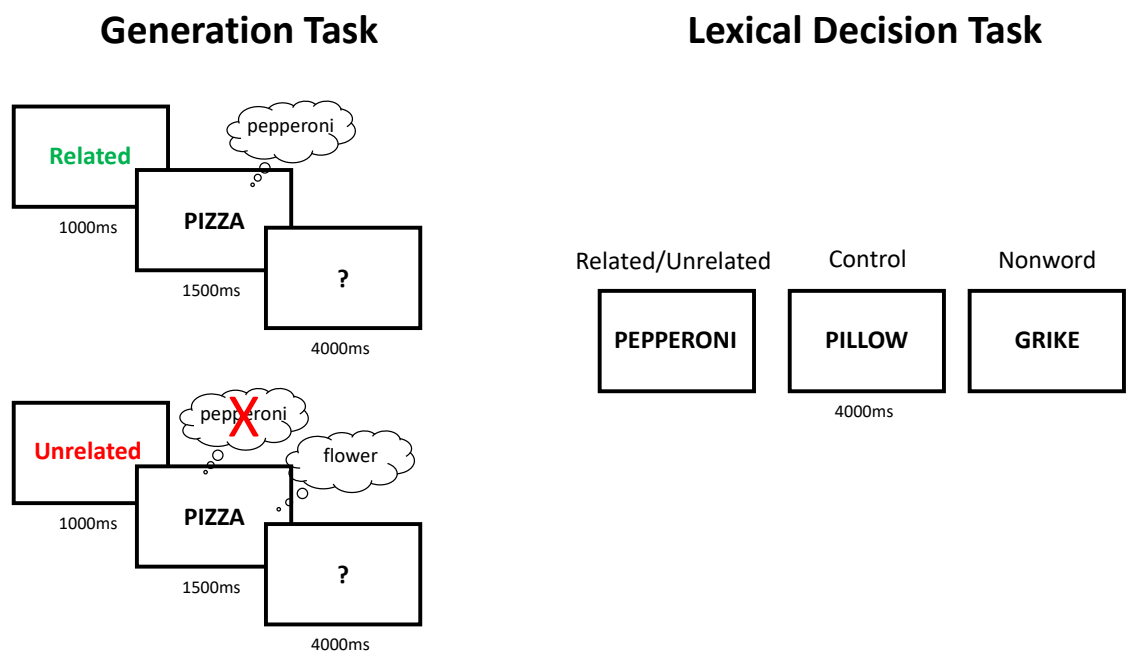 Generation Task
Related
1000ms
pepperoni
PIZZA
1500ms
?
4000ms
Unrelated
1000ms
pepperoni
X
flower
PIZZA
1500ms
?
4000ms
Lexical Decision Task
Related/Unrelated
Control
Nonword
PEPPERONI
PILLOW
GRIKE
4000ms